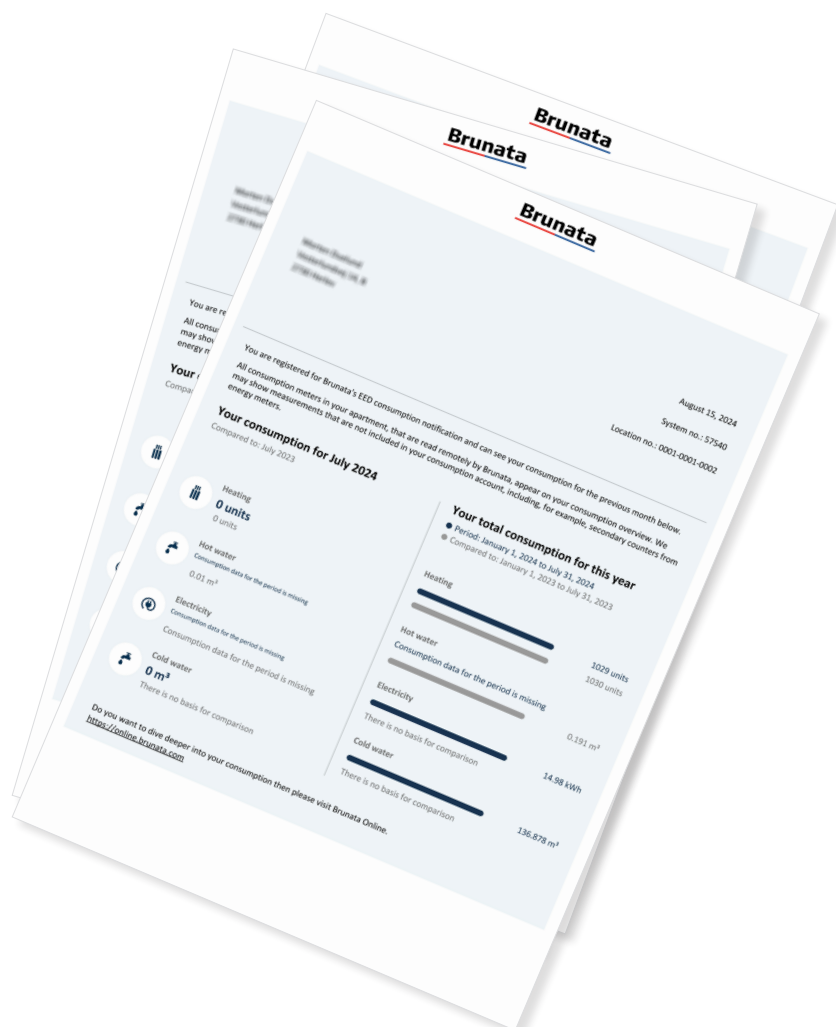 Brunata
Brunata
Brunata
You are re
All consu
may show
energy m
Your
Compa
August 15, 2024
System no.: 57540
Location no.: 0001-0001-0002
You are registered for Brunata's EED consumption notification and can see your consumption for the previous month below.
All consumption meters in your apartment, that are read remotely by Brunata, appear on your consumption overview. We
may show measurements that are not included in your consumption account, including, for example, secondary counters from
energy meters.
Your consumption for July 2024
Compared to: July 2023
Heating
0 units
0 units
Hot water
Consumption data for the period is missing
0.01 m³
Electricity
Consumption data for the period is missing
Consumption data for the period is missing
Cold water
0 m³
There is no basis for comparison
Your total consumption for this year
Period: January 1, 2024 to July 31, 2024
Compared to: January 1, 2023 to July 31, 2023
Heating
1029 units
1030 units
Hot water
Consumption data for the period is missing
0.191 m³
Electricity
14.98 kWh
There is no basis for comparison
Cold water
136.878 m³
There is no basis for comparison
Do you want to dive deeper into your consumption then please visit Brunata Online.
https://online.brunata.com